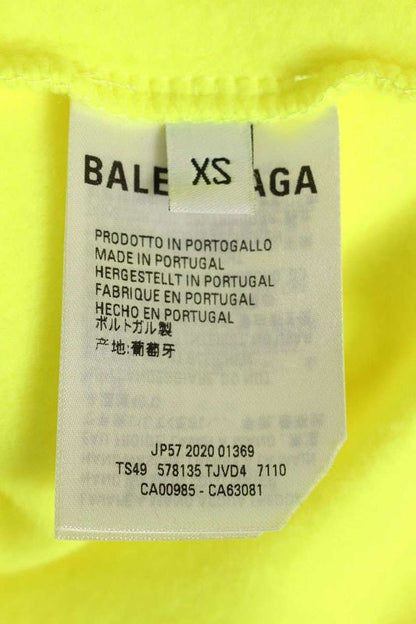 BALE AGA
XS
PRODOTTO IN PORTOGALLO
MADE IN PORTUGAL
HERGESTELLT IN PORTUGAL
FABRIQUE EN PORTUGAL
HECHO EN PORTUGAL
ポルトガル製
产地:葡萄牙
JP57 2020 01369
TS49 578135 TJVD4 7110
CA00985 - CA63081